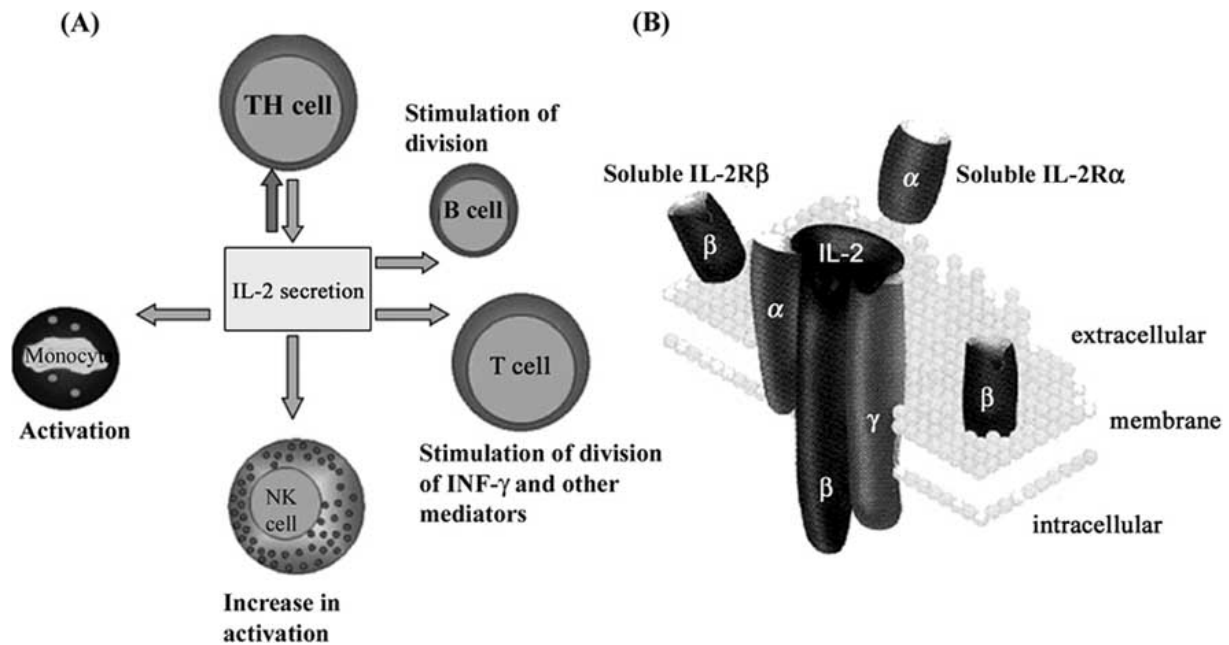 (A)
TH cell
Stimulation of
division
B cell
IL-2 secretion
Monocyt
Activation
T cell
Stimulation of division
of INF-γ and other
mediators
NK
cell
Increase in
activation
(B)
Soluble IL-2Rβ
α
Soluble IL-2Rα
β
IL-2
α
extracellular
β
γ
membrane
β
intracellular